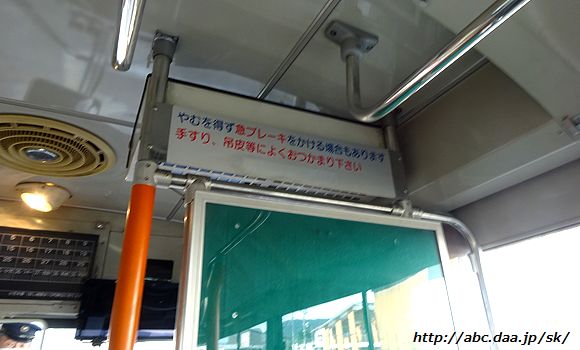 やむを得ず急ブレーキをかける場合もあります
手すり、吊皮等によくおつかまり下さい
http://abc.daa.jp/sk/